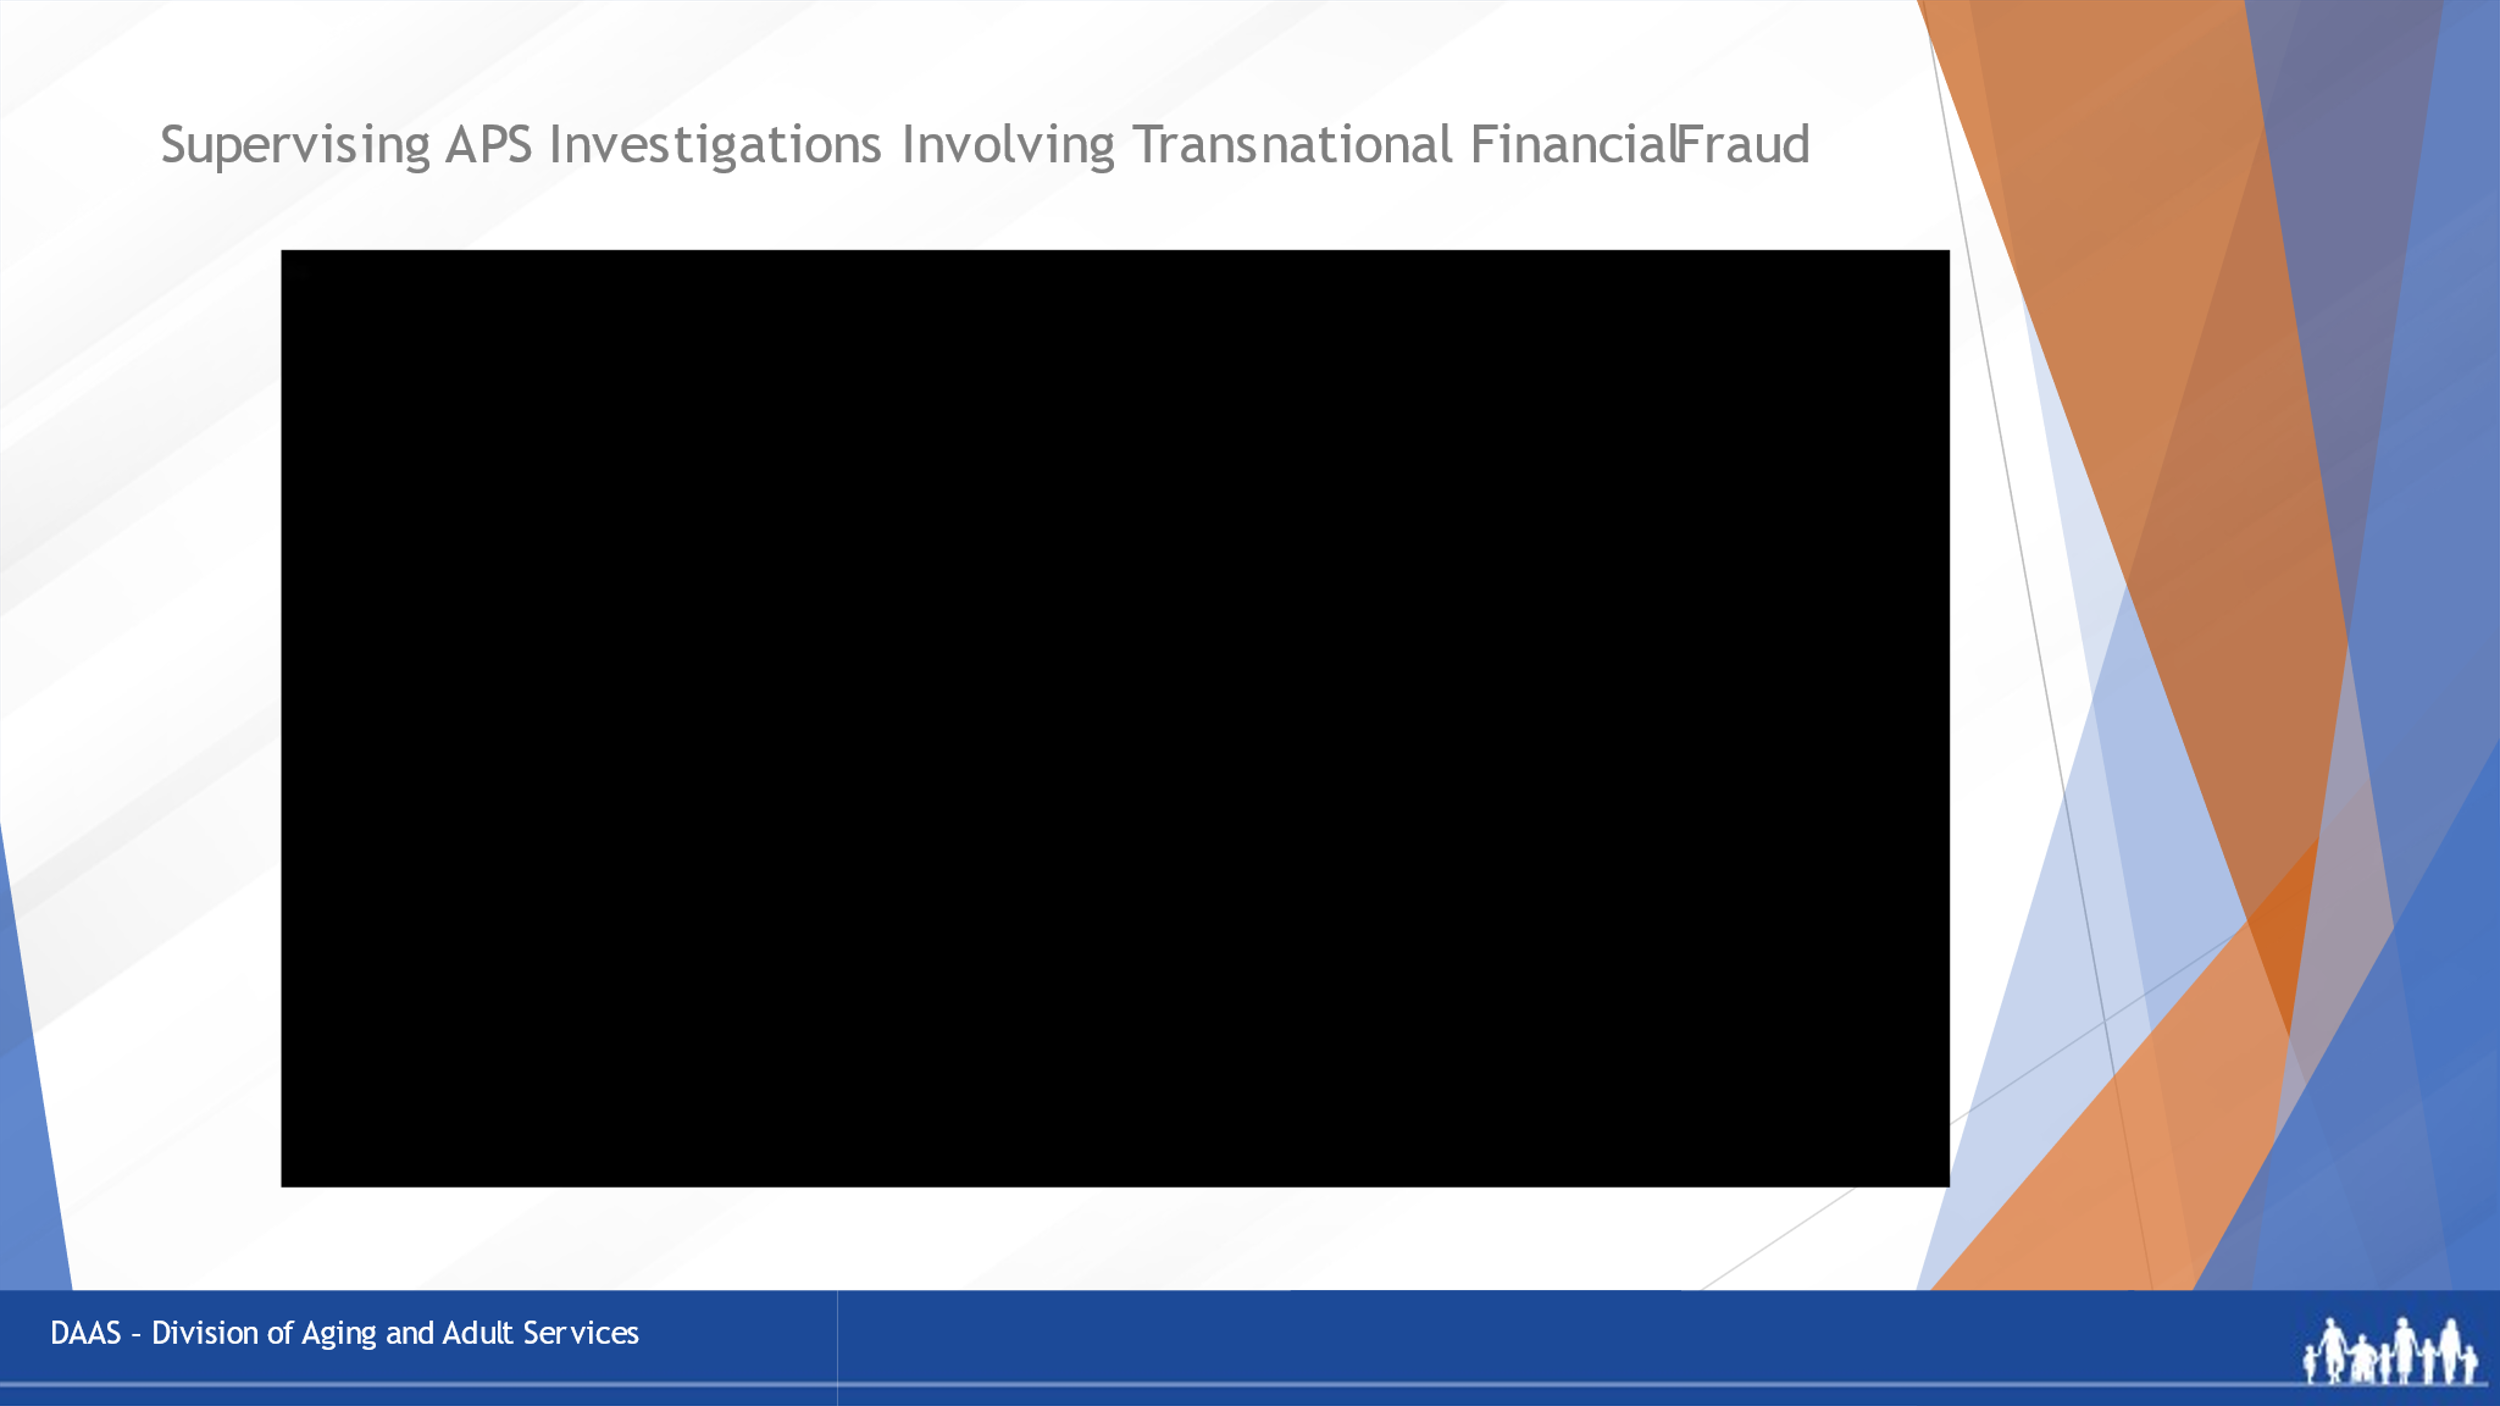 Supervising APS Investigations Involving Transnational FinancialFraud
DAAS - Division of Aging and Adult Services